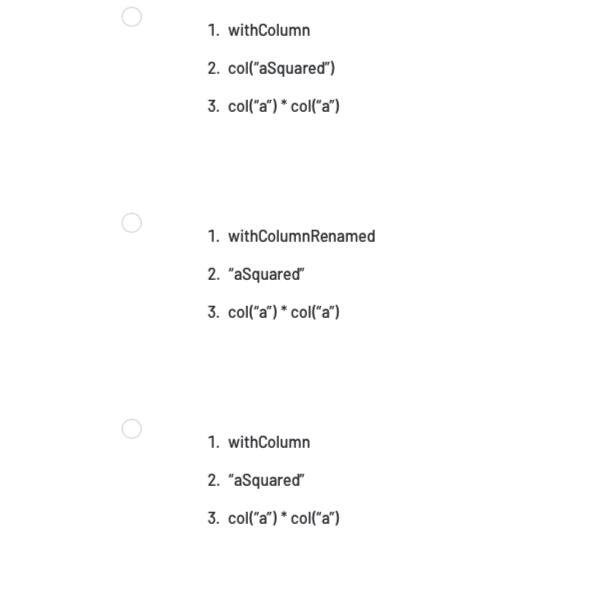 1. withColumn
2. col("aSquared")
3. col("a") * col("a")
1. withColumnRenamed
2. "aSquared"
3. col("a") * col("a")
1. withColumn
2. "aSquared"
3. col("a") * col("a")